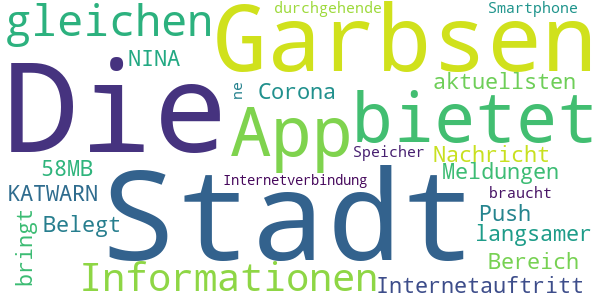 durchgehende Smartphone
gleichen Garbsen
NINA
Die ne Corona aktuellsten
App bietet
Speicher Nachricht
58MB Internetverbindung Meldungen
KATWARN Stadt braucht
Belegt Push
bringt langsamer
Informationen Bereich
Internetauftritt